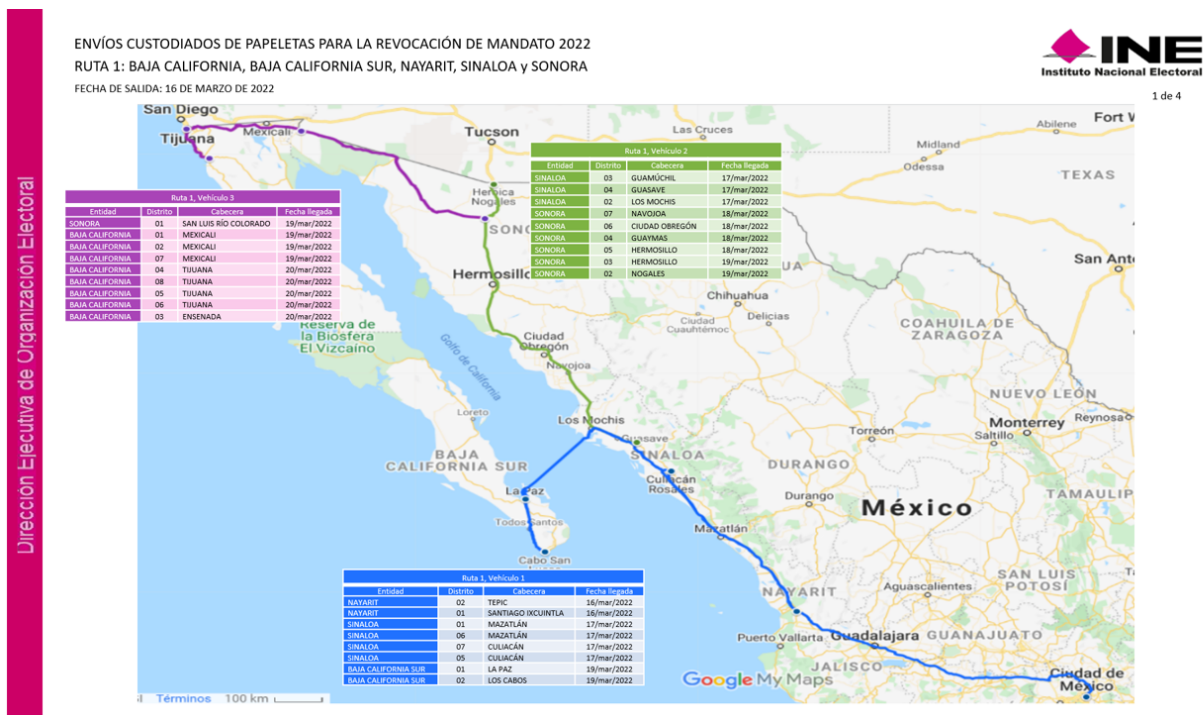 ENVÍOS CUSTODIADOS DE PAPELETAS PARA LA REVOCACIÓN DE MANDATO 2022
RUTA 1: BAJA CALIFORNIA, BAJA CALIFORNIA SUR, NAYARIT, SINALOA y SONORA
FECHA DE SALIDA: 16 DE MARZO DE 2022
INE
Instituto Nacional Electoral
1 de 4
Dirección Ejecutiva de Organización Electoral
San Diego
Tijuana
Mexicali
Tucson
Las Cruces
Abilene
Fort W
Midland
Odessa
TEXAS
Ruta 1, Vehículo 2
Entidad Distrito Cabecera Fecha llegada
SINALOA 03 GUAMÚCHIL 17/mar/2022
SINALOA 04 GUASAVE 17/mar/2022
SINALOA 02 LOS MOCHIS 17/mar/2022
SONORA 07 NAVOJOA 18/mar/2022
SONORA 06 CIUDAD OBREGÓN 18/mar/2022
SONORA 04 GUAYMAS 18/mar/2022
SONORA 05 HERMOSILLO 18/mar/2022
SONORA 03 HERMOSILLO 19/mar/2022
SONORA 02 NOGALES 19/mar/2022
Ruta 1, Vehículo 3
Entidad Distrito Cabecera Fecha llegada
SONORA 01 SAN LUIS RÍO COLORADO 19/mar/2022
BAJA CALIFORNIA 01 MEXICALI 19/mar/2022
BAJA CALIFORNIA 02 MEXICALI 19/mar/2022
BAJA CALIFORNIA 07 MEXICALI 19/mar/2022
BAJA CALIFORNIA 04 TIJUANA 20/mar/2022
BAJA CALIFORNIA 08 TIJUANA 20/mar/2022
BAJA CALIFORNIA 05 TIJUANA 20/mar/2022
BAJA CALIFORNIA 06 TIJUANA 20/mar/2022
BAJA CALIFORNIA 03 ENSENADA 20/mar/2022
Heroica
Nogales
SONO
Hermosillo
UA
San Anto
Chihuahua
Ciudad
Cuauhtémoc
Delicias
COAHUILA DE
ZARAGOZA
Reserva de
la Biósfera
El Vizcaíno
Golfo de California
Ciudad
Obregón
Navojoa
NUEVO LEÓN
Loreto
Los Mochis
Guasave
Torreón
Monterrey
Reynosa
Saltillo
BAJA
CALIFORNIA SUR
SINALOA
Culiacán
Rosales
DURANGO
La Paz
Durango
TAMAULIP
México
Todos Santos
Mazatlán
Cabo San
SAN LUIS
POTOSÍ
Ruta 1, Vehículo 1
Entidad Distrito Cabecera Fecha llegada
NAYARIT 02 TEPIC 16/mar/2022
NAYARIT 01 SANTIAGO IXCUINTLA 16/mar/2022
SINALOA 01 MAZATLÁN 17/mar/2022
SINALOA 06 MAZATLÁN 17/mar/2022
SINALOA 07 CULIACÁN 17/mar/2022
SINALOA 05 CULIACÁN 17/mar/2022
BAJA CALIFORNIA SUR 01 LA PAZ 19/mar/2022
BAJA CALIFORNIA SUR 02 LOS CABOS 19/mar/2022
NAYARIT
Aguascalientes
Puerto Vallarta
Guadalajara
GUANAJUATO
JALISCO
Ciudad de
México
Google My Maps
Términos 100 km